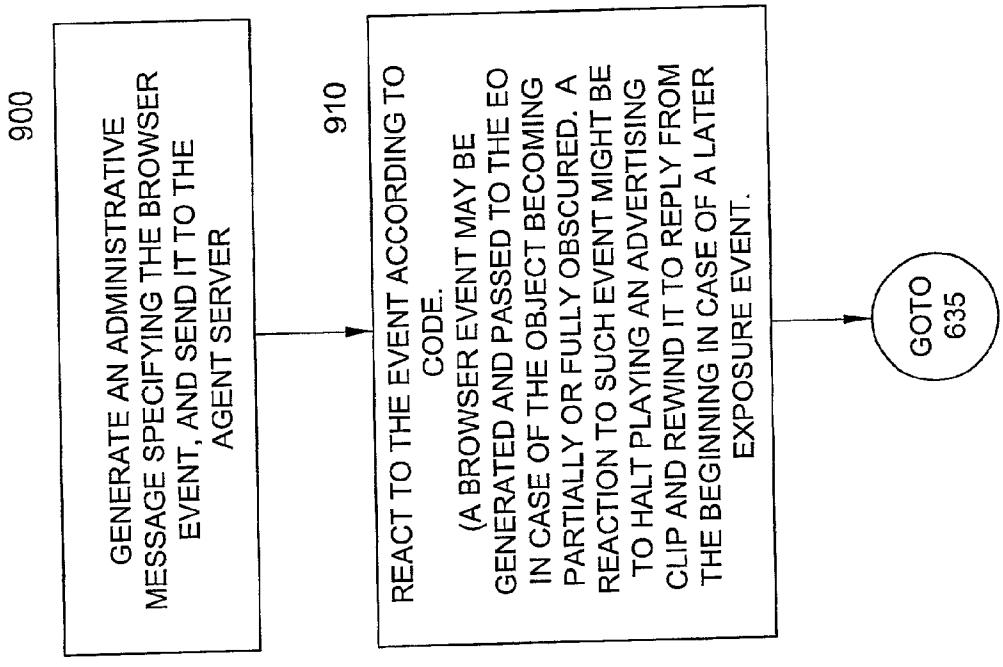 900
GENERATE AN ADMINISTRATIVE
MESSAGE SPECIFYING THE BROWSER
EVENT, AND SEND IT TO THE
AGENT SERVER
910
REACT TO THE EVENT ACCORDING TO
CODE.
(A BROWSER EVENT MAY BE
GENERATED AND PASSED TO THE EO
IN CASE OF THE OBJECT BECOMING
PARTIALLY OR FULLY OBSCURED. A
REACTION TO SUCH EVENT MIGHT BE
TO HALT PLAYING AN ADVERTISING
CLIP AND REWIND IT TO REPLY FROM
THE BEGINNING IN CASE OF A LATER
EXPOSURE EVENT.
GOTO
635